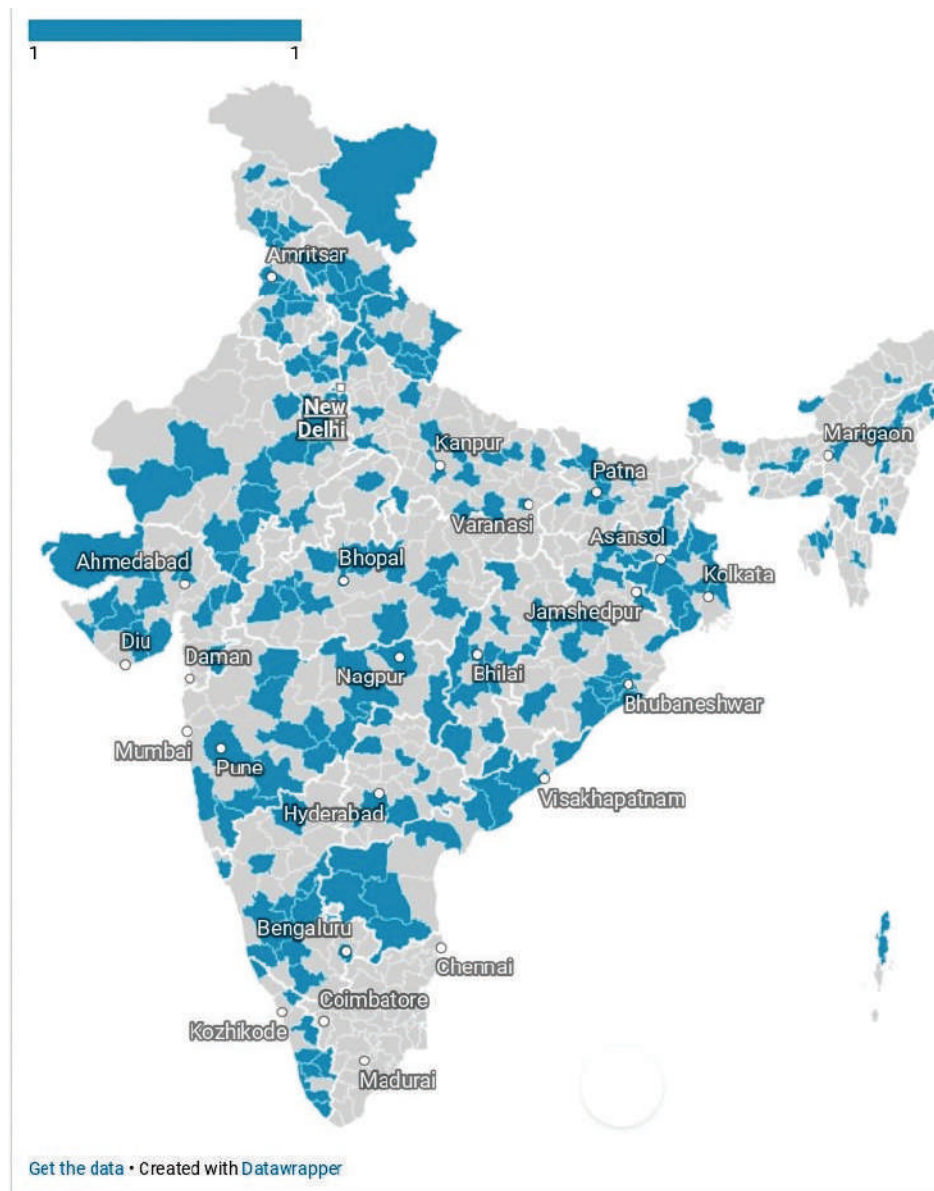 1 1
Amritsar
New
Delhi
Marigaon
Kanpur
Patna
Varanasi
Asansol
Ahmedabad
Bhopal
Kolkata
Jamshedpur
Diu
Daman
Nagpur
Bhilai
Bhubaneshwar
Mumbai
Pune
Visakhapatnam
Hyderabad
Bengaluru
Chennai
Coimbatore
Kozhikode
Madurai
Get the data • Created with Datawrapper